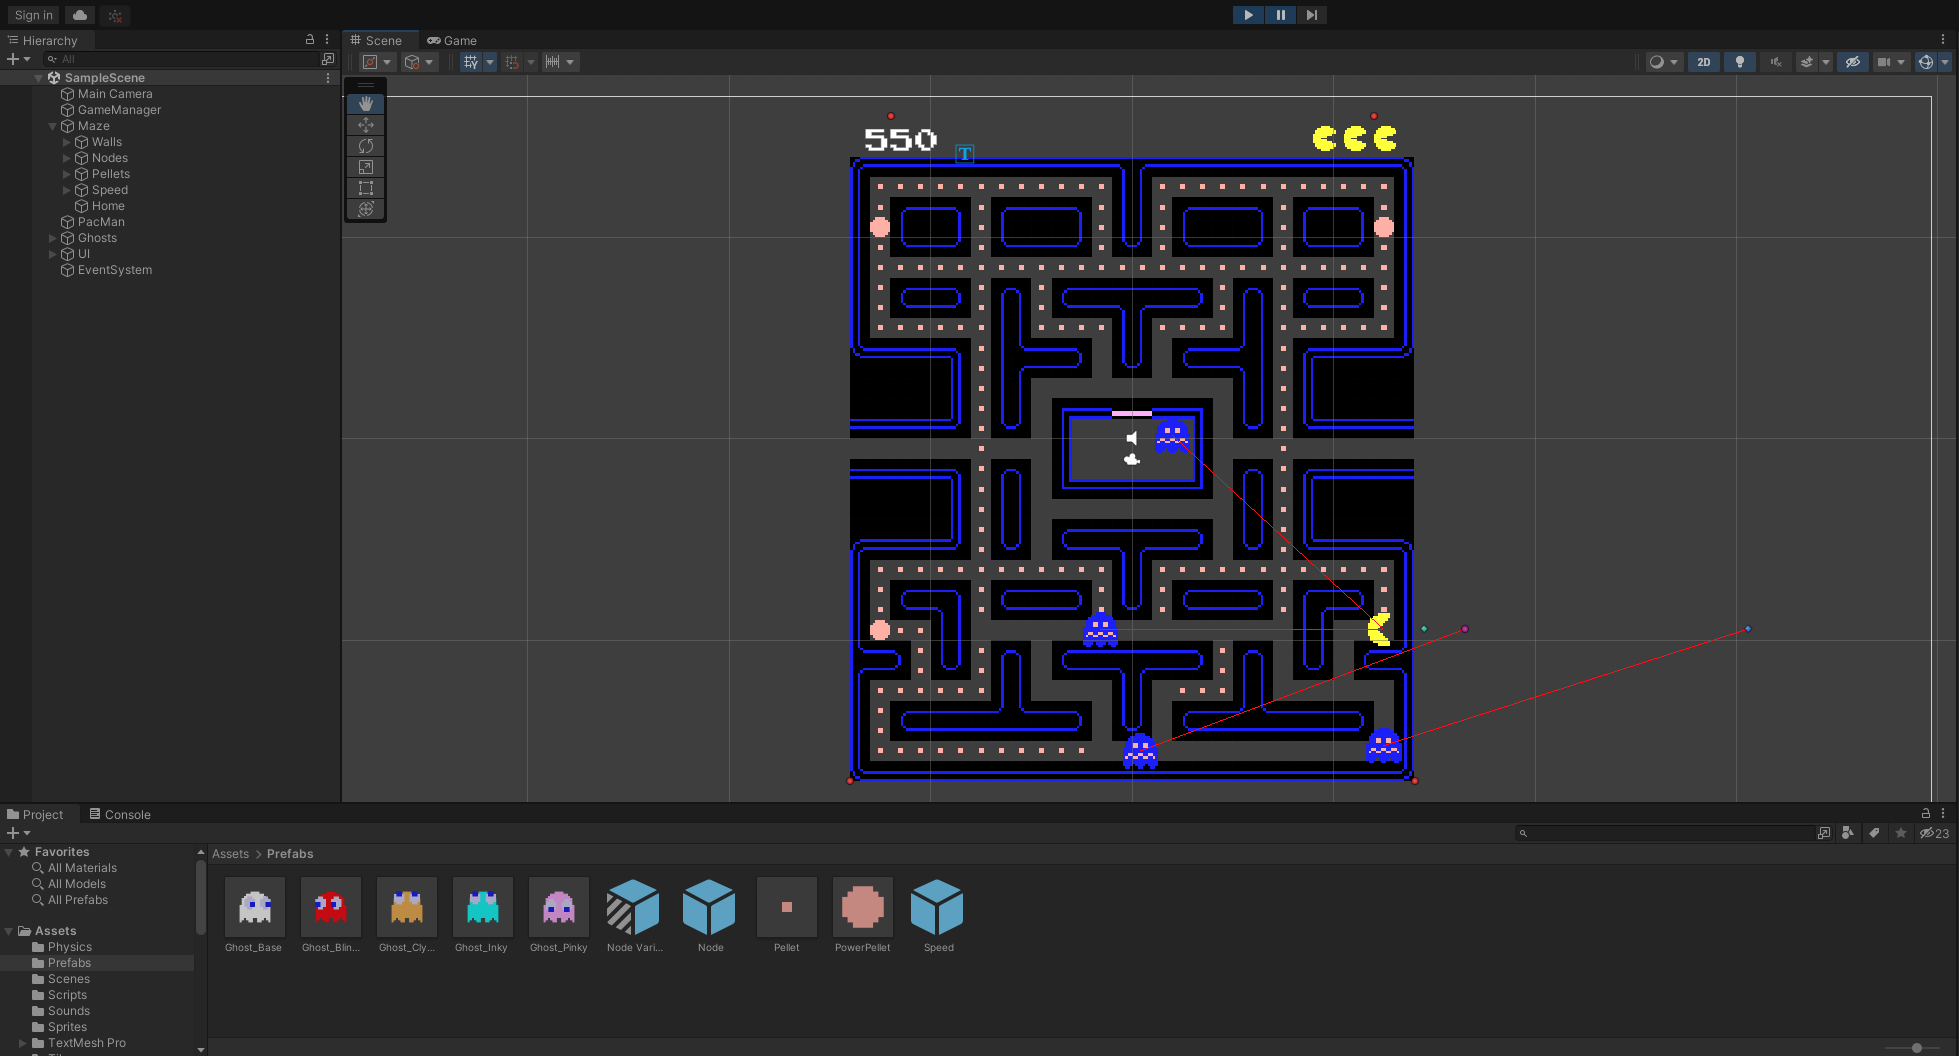 Sign in
Hierarchy
All
SampleScene
Main Camera
GameManager
Maze
Walls
Nodes
Pellets
Speed
Home
PacMan
Ghosts
UI
EventSystem
Scene
Game
2D
550
T
Project
Console
23
Favorites
All Materials
All Models
All Prefabs
Assets
Physics
Prefabs
Scenes
Scripts
Sounds
Sprites
TextMesh Pro
Assets > Prefabs
Ghost_Base
Ghost_Blin...
Ghost_Cly...
Ghost_Inky
Ghost_Pinky
Node Vari...
Node
Pellet
PowerPellet
Speed